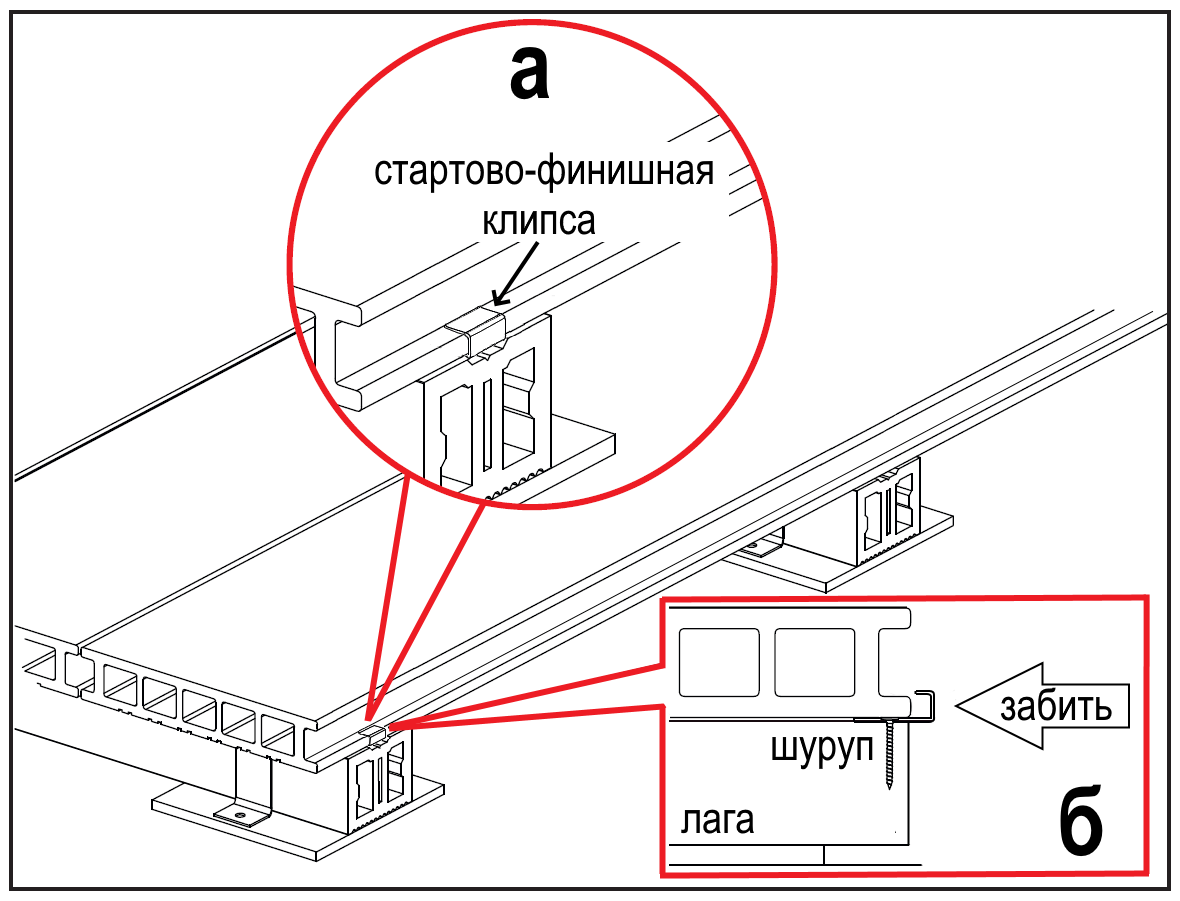 а
стартово-финишная
клипса
забить
шуруп
лага
б